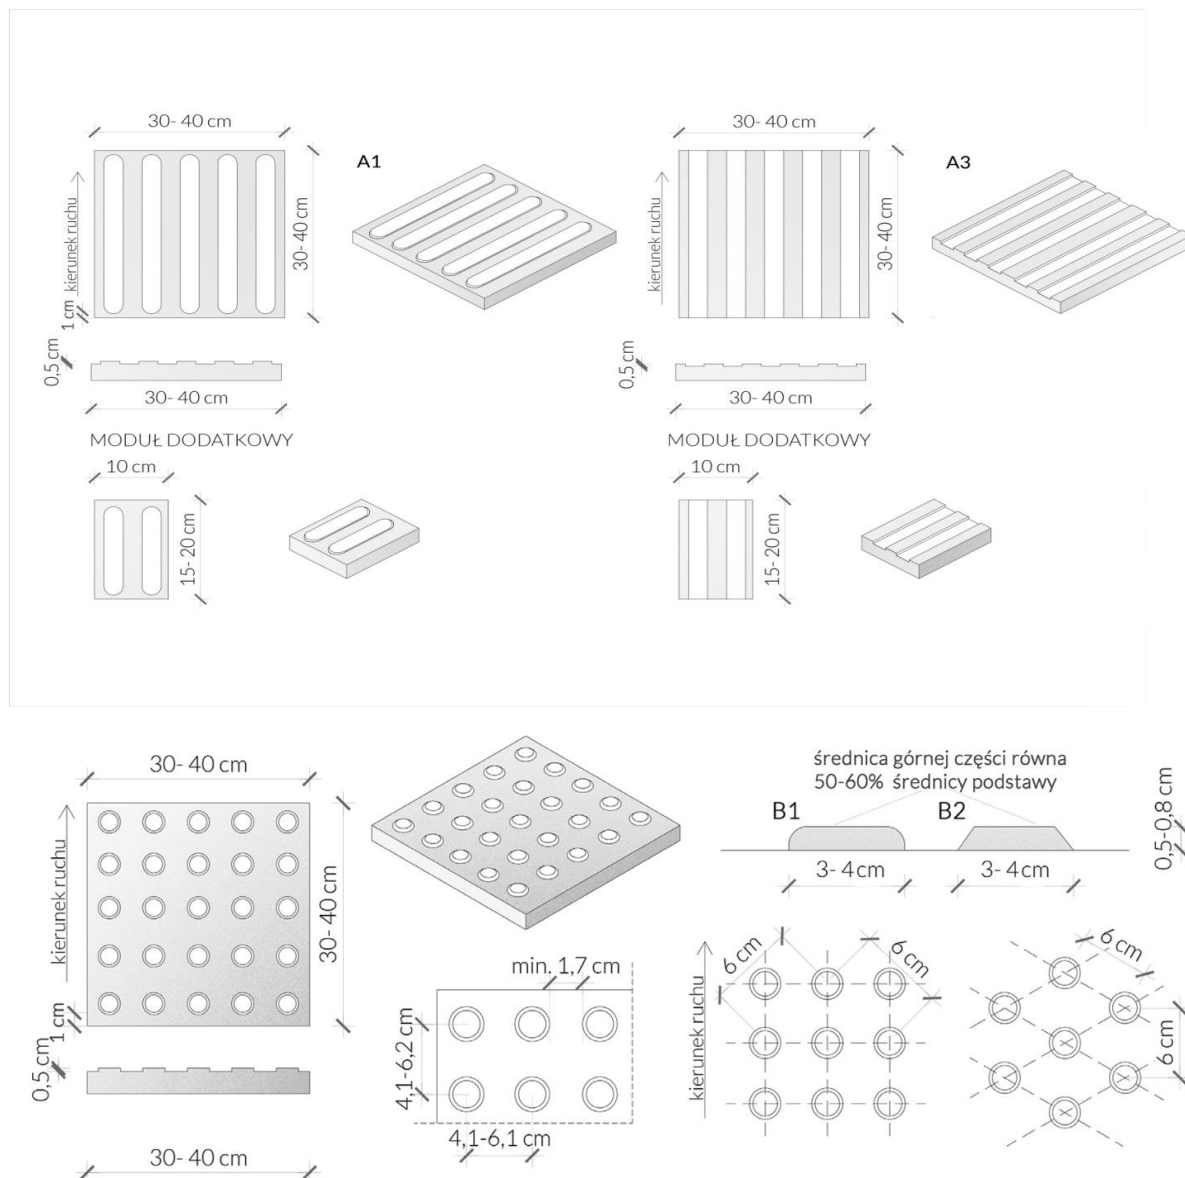 30- 40 cm
A1
kierunek ruchu
30- 40 cm
1 cm
0,5 cm
30- 40 cm
MODUŁ DODATKOWY
10 cm
15- 20 cm
30- 40 cm
A3
kierunek ruchu
30- 40 cm
0,5 cm
30- 40 cm
MODUŁ DODATKOWY
10 cm
15- 20 cm
30- 40 cm
kierunek ruchu
30- 40 cm
1 cm
0,5 cm
30- 40 cm
min. 1,7 cm
4,1-6,2 cm
4,1-6,1 cm
średnica górnej części równa
50-60% średnicy podstawy
B1
B2
0,5-0,8 cm
3- 4cm
3- 4cm
kierunek ruchu
6 cm
6 cm
6 cm
6 cm